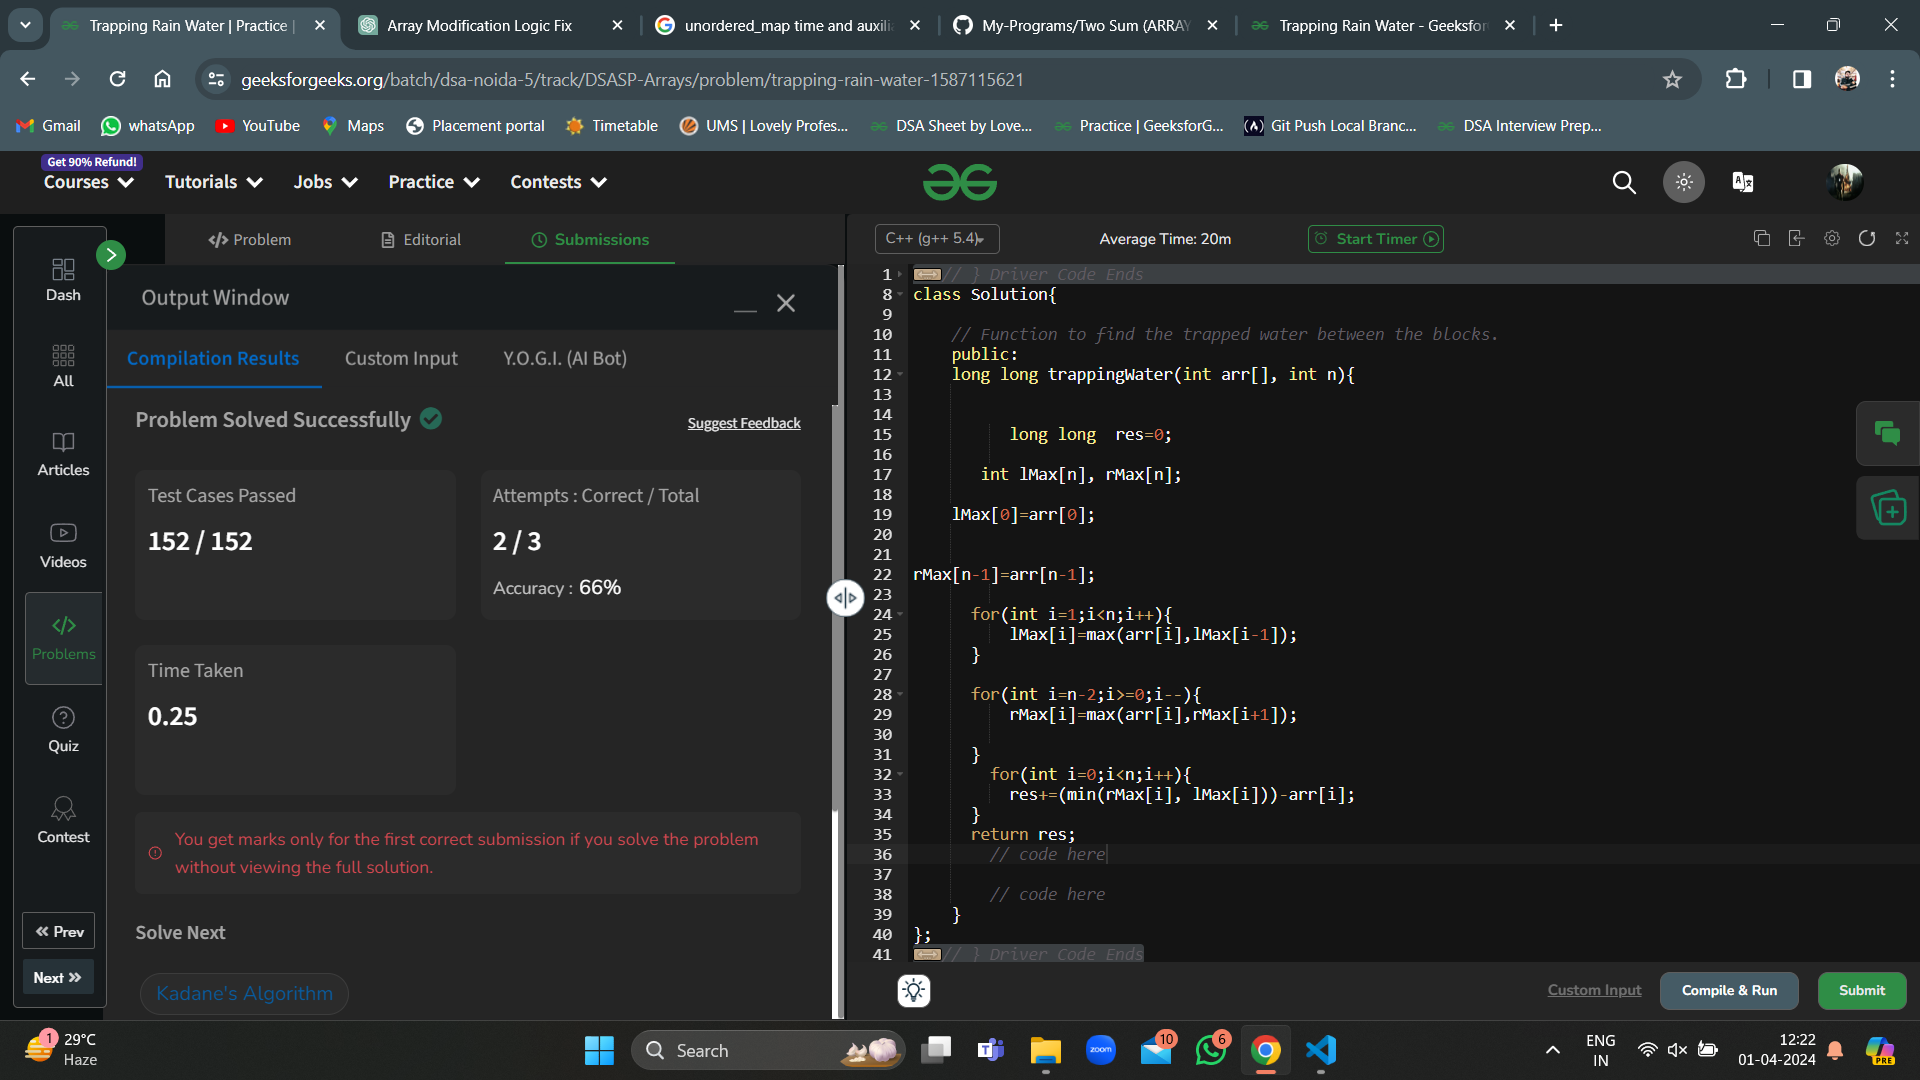 Trapping Rain Water | Practice |
Array Modification Logic Fix
unordered_map time and auxilia
My-Programs/Two Sum (ARRAY
Trapping Rain Water - Geeksfor
geeksforgeeks.org/batch/dsa-noida-5/track/DSASP-Arrays/problem/trapping-rain-water-1587115621
Gmail
whatsApp
YouTube
Maps
Placement portal
Timetable
UMS | Lovely Profes...
DSA Sheet by Love...
Practice | GeeksforG...
Git Push Local Branc...
DSA Interview Prep...
Get 90% Refund!
Courses
Tutorials
Jobs
Practice
Contests
Dash
All
Articles
Videos
Problems
Quiz
Contest
Prev
Next
Problem
Editorial
Submissions
Output Window
Compilation Results
Custom Input
Y.O.G.I. (AI Bot)
Problem Solved Successfully
Suggest Feedback
Test Cases Passed
152 / 152
Attempts : Correct / Total
2 / 3
Accuracy : 66%
Time Taken
0.25
You get marks only for the first correct submission if you solve the problem
without viewing the full solution.
Solve Next
Kadane's Algorithm
C++ (g++ 5.4)
Average Time: 20m
Start Timer
1 // } Driver Code Ends
8 class Solution{
9
10 // Function to find the trapped water between the blocks.
11 public:
12 long long trappingWater(int arr[], int n){
13
14
15 long long  res=0;
16
17 int lMax[n], rMax[n];
18
19 lMax[0]=arr[0];
20
21
22 rMax[n-1]=arr[n-1];
23
24 for(int i=1;i<n;i++){
25 lMax[i]=max(arr[i],lMax[i-1]);
26 }
27
28 for(int i=n-2;i>=0;i--){
29 rMax[i]=max(arr[i],rMax[i+1]);
30
31 }
32 for(int i=0;i<n;i++){
33 res+=(min(rMax[i], lMax[i]))-arr[i];
34 }
35 return res;
36 // code here
37
38 // code here
39 }
40 };
41 // } Driver Code Ends
Custom Input
Compile & Run
Submit
1
29°C
Haze
Search
zoom
10
6
ENG
IN
12:22
01-04-2024
PRE